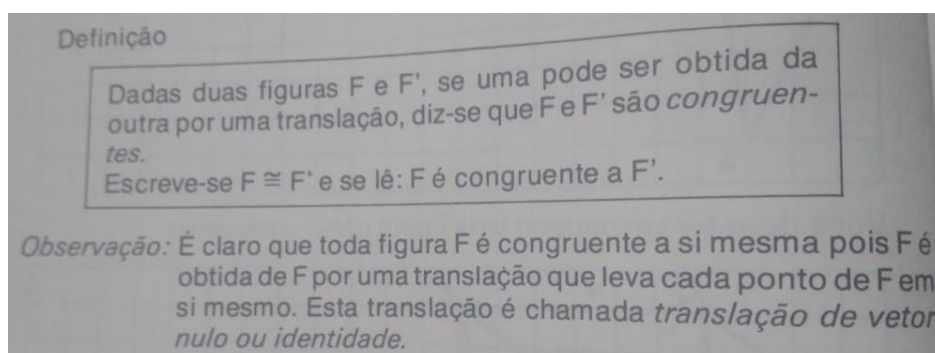 Definição
Dadas duas figuras F e F', se uma pode ser obtida da
outra por uma translação, diz-se que F e F' são congruen-
tes.
Escreve-se F ≅ F' e se lê: F é congruente a F'.
Observação: É claro que toda figura F é congruente a si mesma pois F é
obtida de F por uma translação que leva cada ponto de F em
si mesmo. Esta translação é chamada translação de vetor
nulo ou identidade.